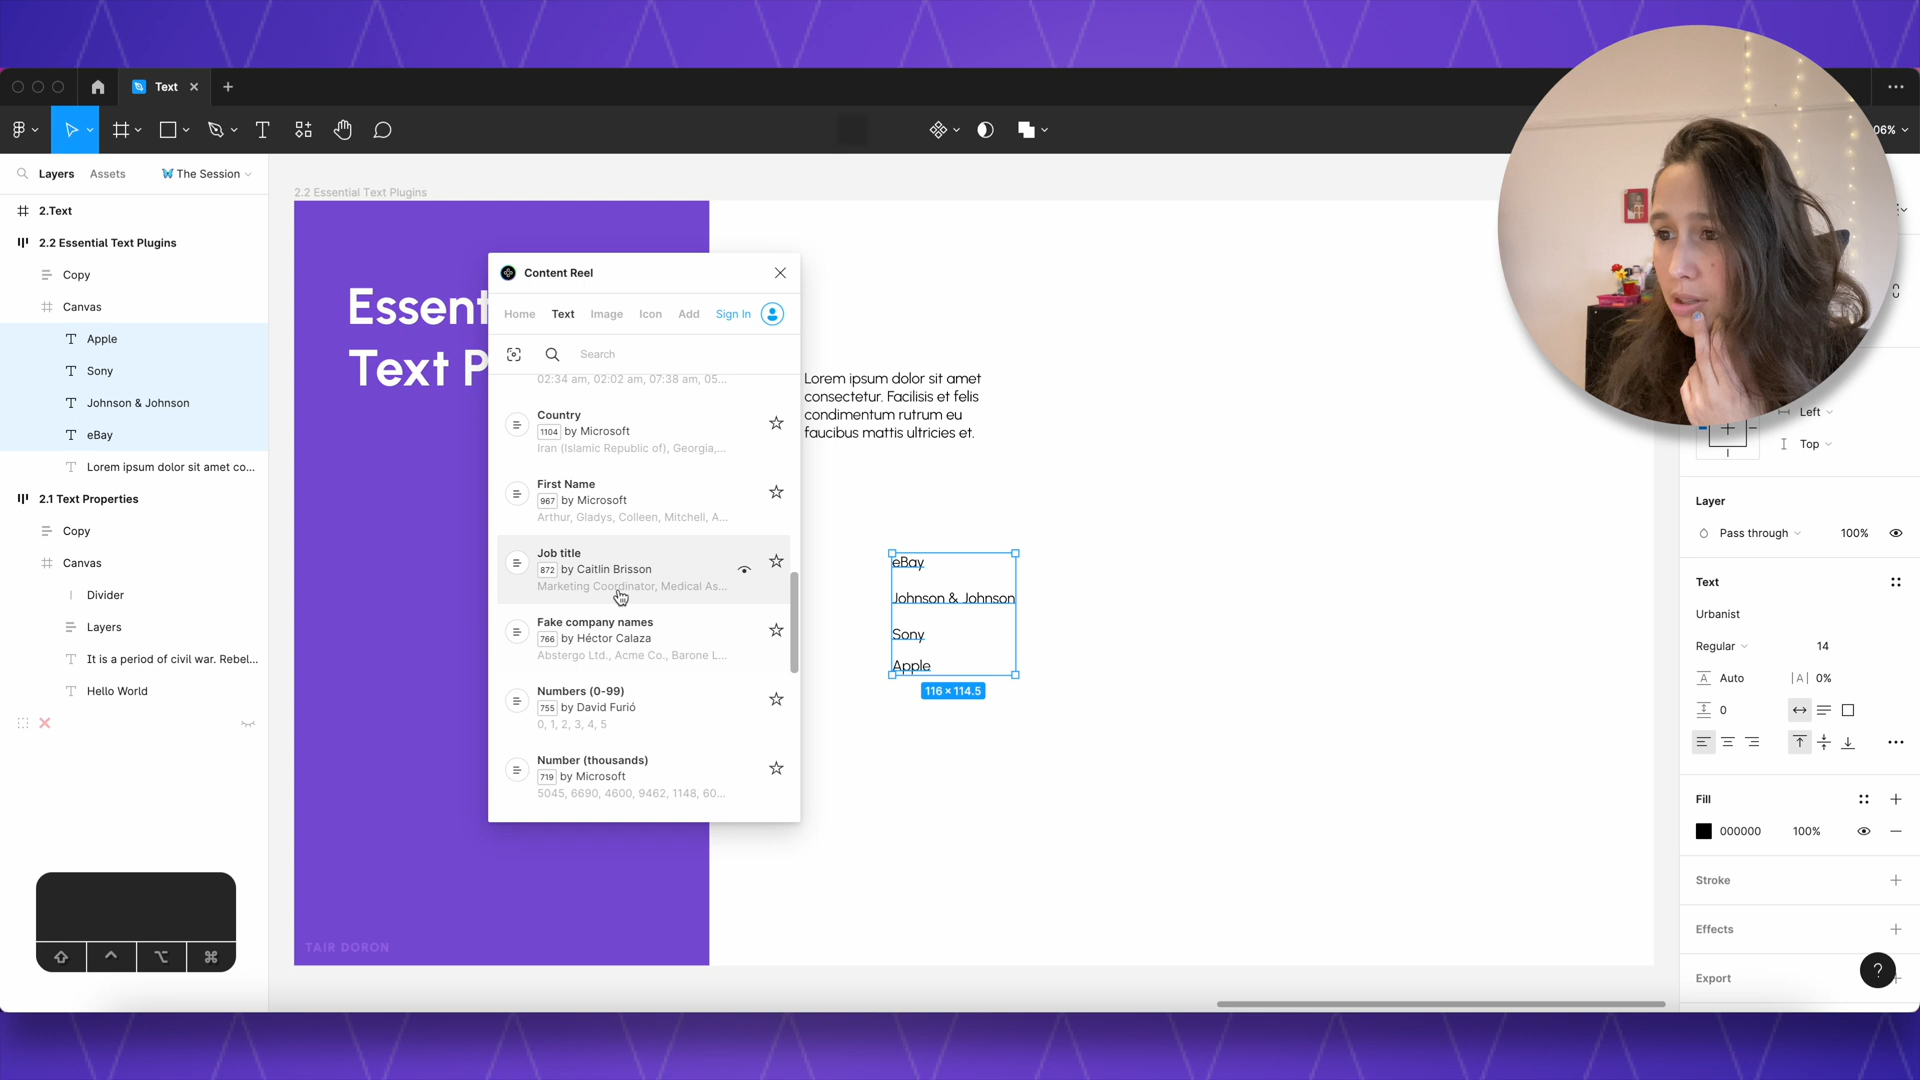 Text
06%
Layers
Assets
🦋 The Session
2.Text
2.2 Essential Text Plugins
Copy
Canvas
Apple
Sony
Johnson & Johnson
eBay
Lorem ipsum dolor sit amet co...
2.1 Text Properties
Copy
Canvas
Divider
Layers
It is a period of civil war. Rebel...
Hello World
2.2 Essential Text Plugins
Essent
Text P
TAIR DORON
Content Reel
Home
Text
Image
Icon
Add
Sign In
Search
02:34 am, 02:02 am, 07:38 am, 05...
Country
1104 by Microsoft
Iran (Islamic Republic of), Georgia,...
First Name
967 by Microsoft
Arthur, Gladys, Colleen, Mitchell, A...
Job title
872 by Caitlin Brisson
Marketing Coordinator, Medical As...
Fake company names
766 by Héctor Calaza
Abstergo Ltd., Acme Co., Barone L...
Numbers (0-99)
755 by David Furió
0, 1, 2, 3, 4, 5
Number (thousands)
719 by Microsoft
5045, 6690, 4600, 9462, 1148, 60...
Lorem ipsum dolor sit amet
consectetur. Facilisis et felis
condimentum rutrum eu
faucibus mattis ultricies et.
eBay
Johnson & Johnson
Sony
Apple
116 × 114.5
Left
Top
Layer
Pass through
100%
Text
Urbanist
Regular
14
Auto
|A| 0%
0
Fill
000000
100%
Stroke
Effects
Export
?